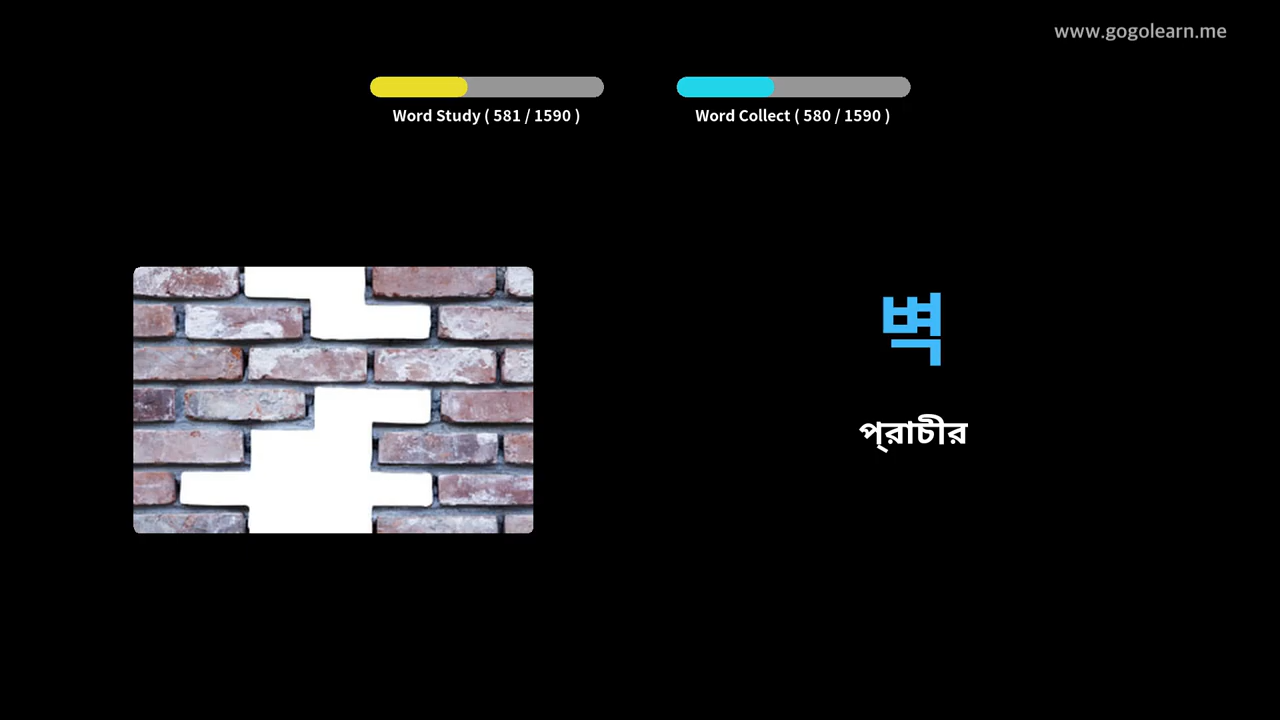 www.gogolearn.me
Word Study ( 581 / 1590 )
Word Collect ( 580 / 1590 )
벽
প্রাচীর